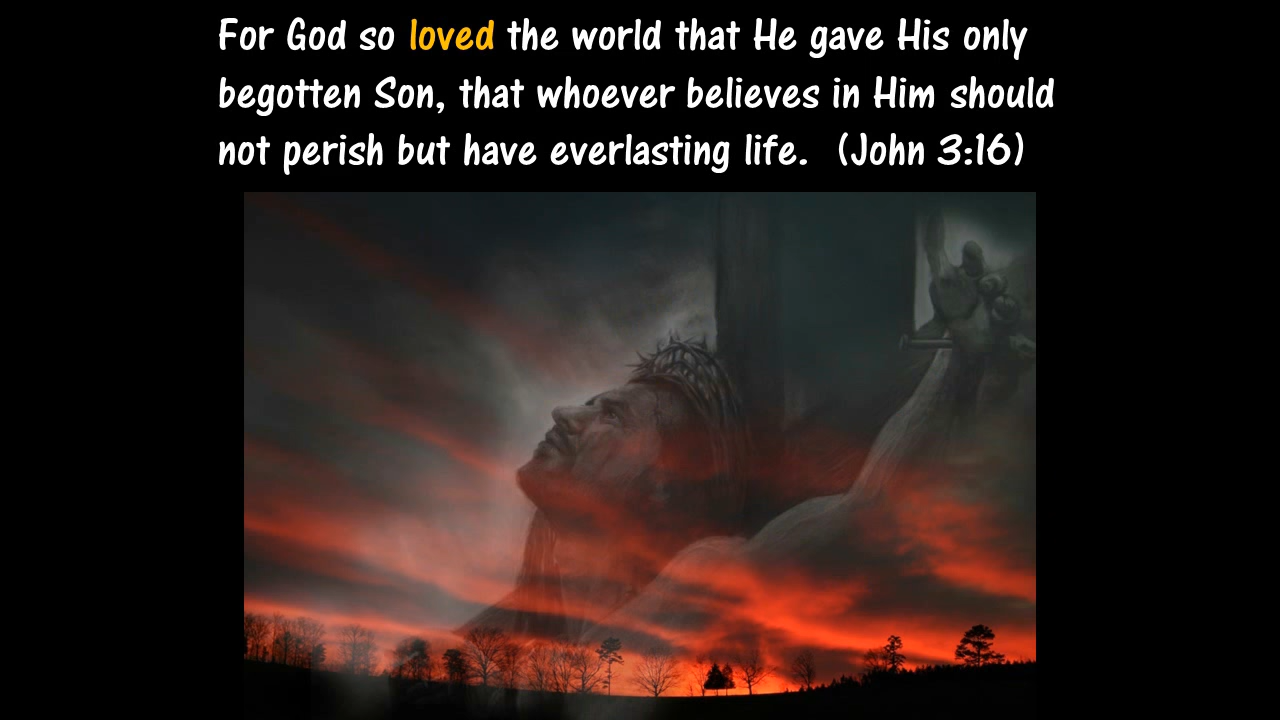 For God so loved the world that He gave His only
begotten Son, that whoever believes in Him should
not perish but have everlasting life.  (John 3:16)